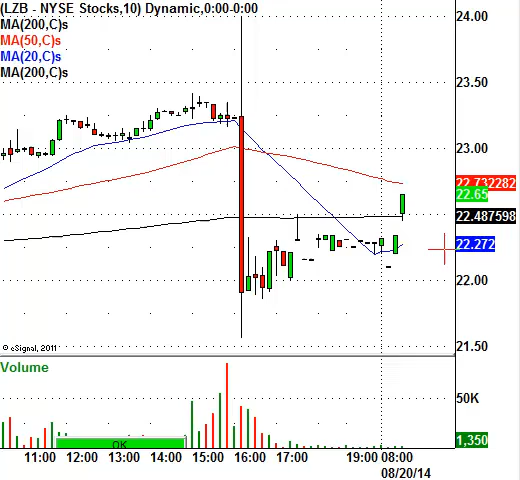 (LZB - NYSE Stocks,10) Dynamic,0:00-0:00
MA(200,C)s
MA(50,C)s
MA(20,C)s
MA(200,C)s
24.00
23.50
23.00
22.732282
22.65
22.487598
22.272
22.00
21.50
© eSignal, 2011
Volume
50K
1,350
OK
11:00 12:00 13:00 14:00 15:00 16:00 17:00 19:00 08:00
08/20/14